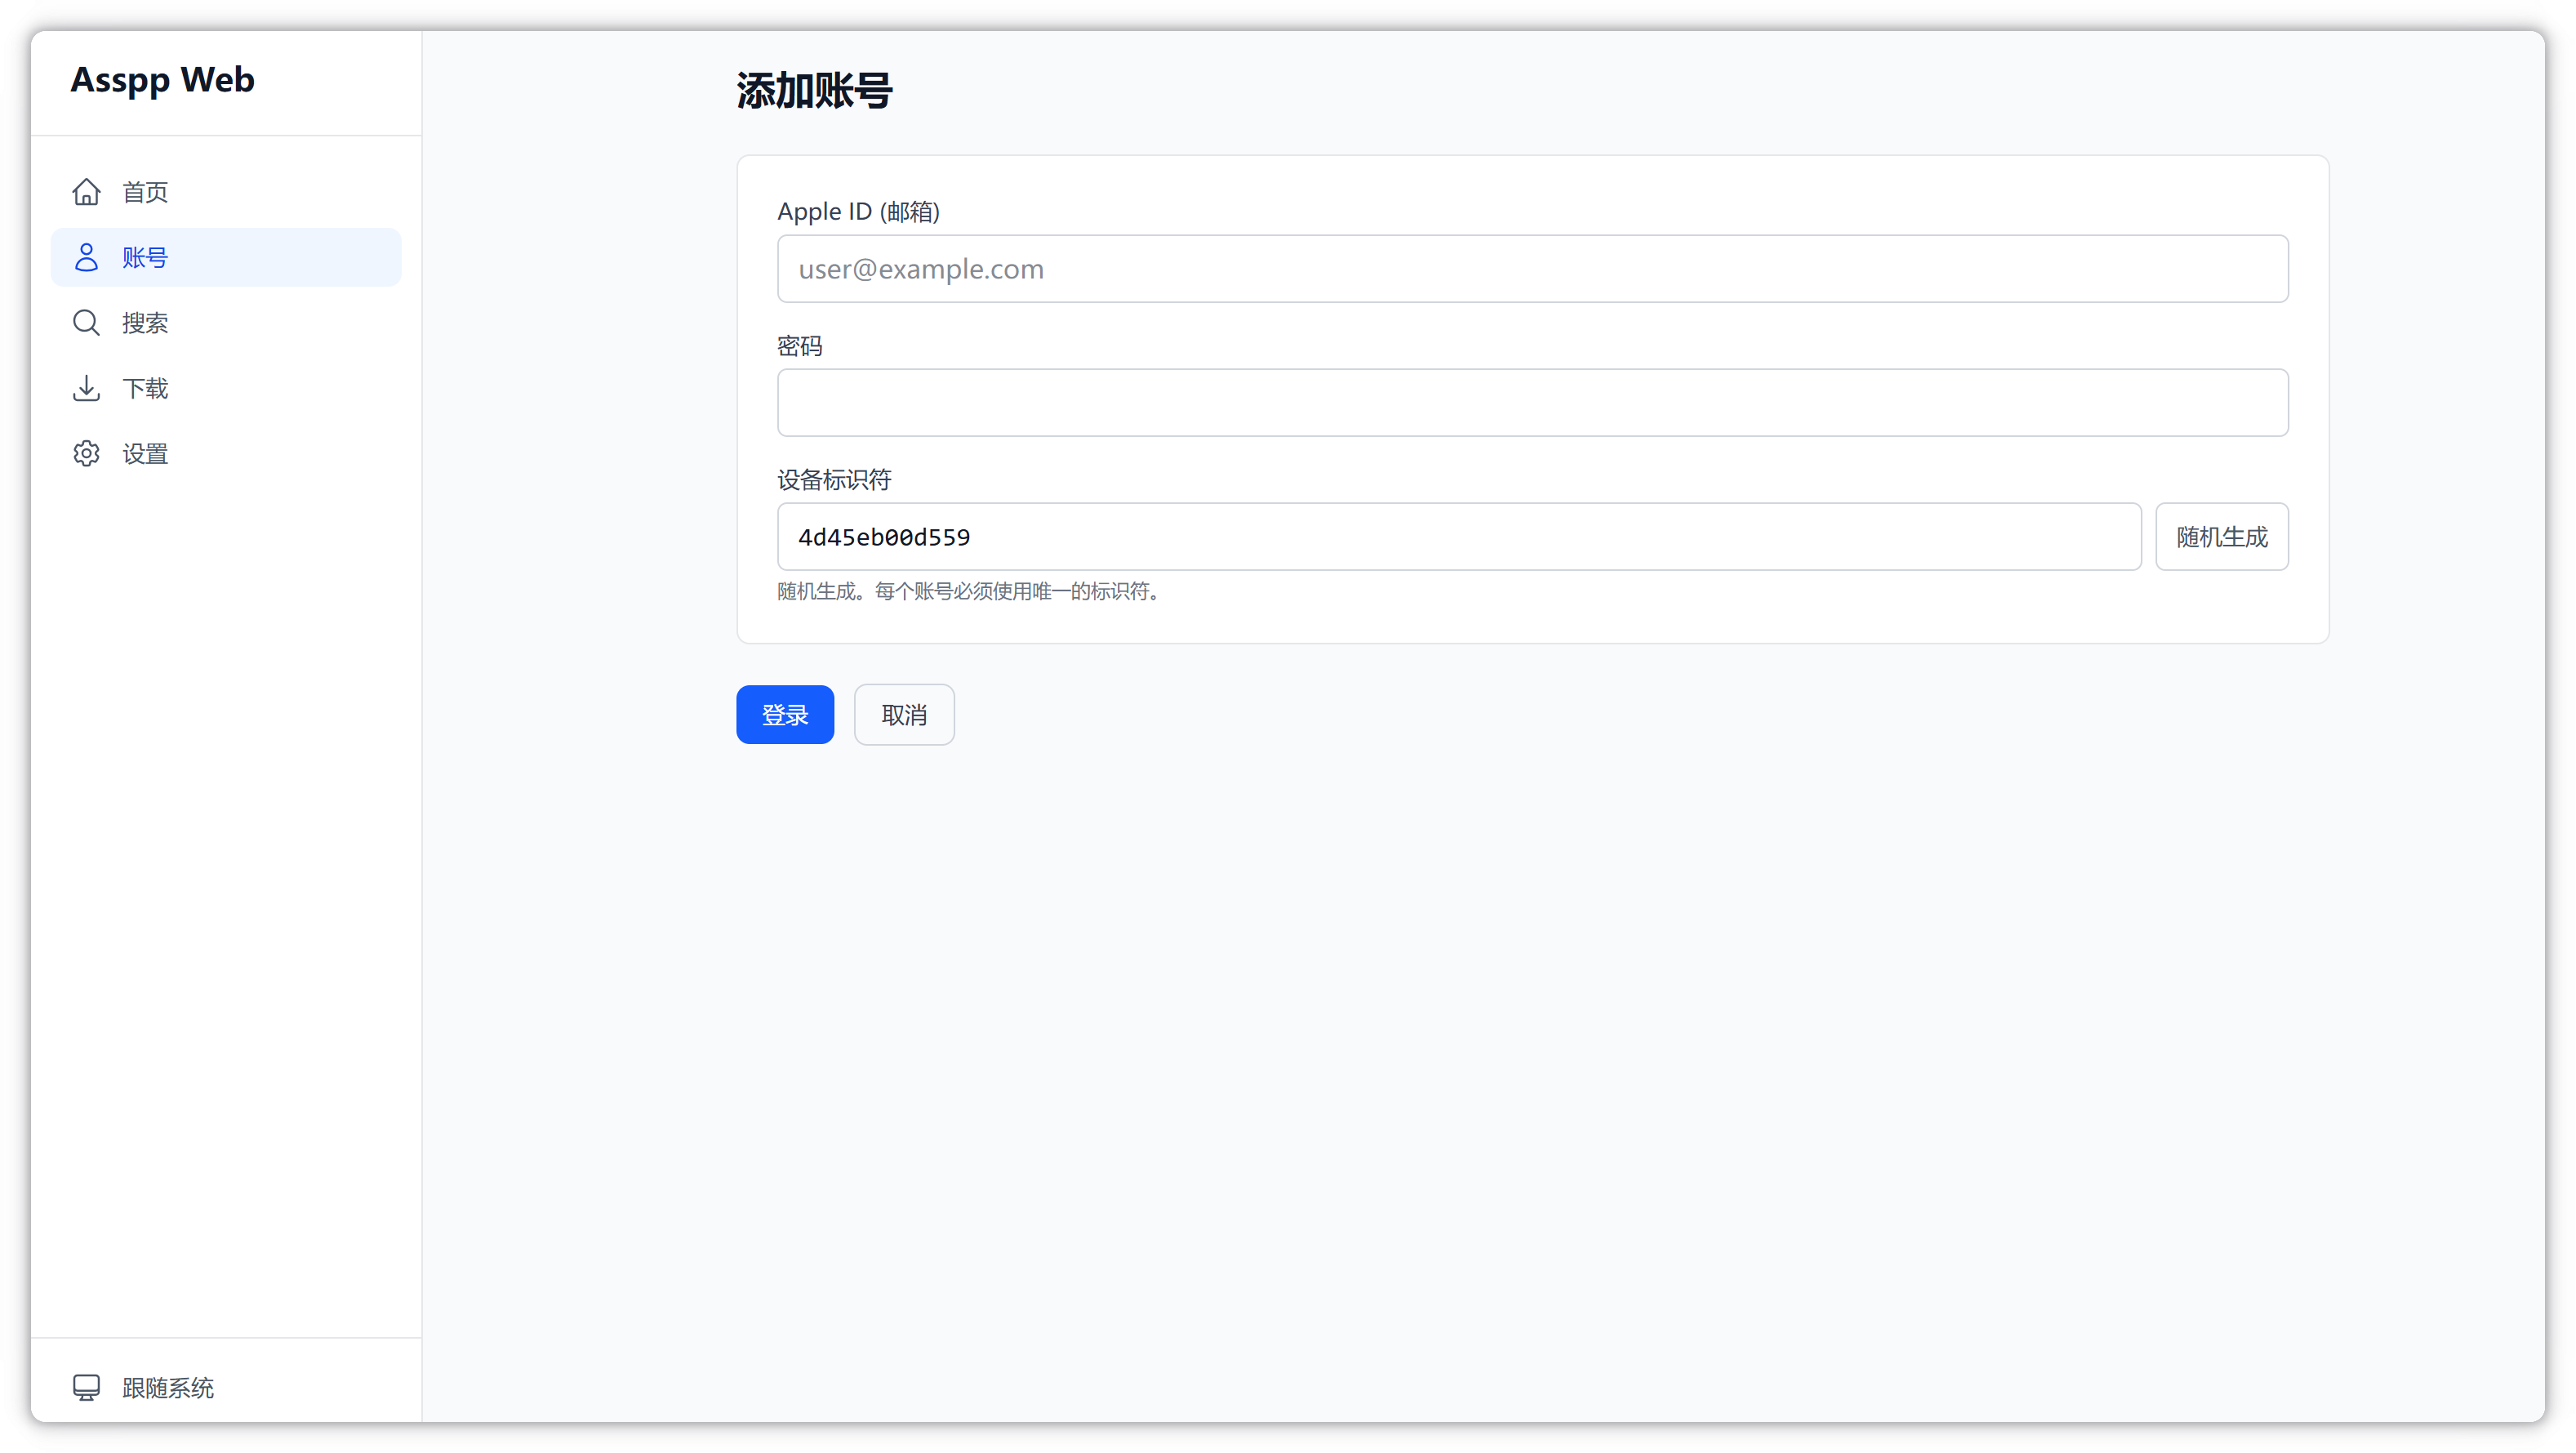 Asspp Web
首页
账号
搜索
下载
设置
跟随系统
添加账号
Apple ID (邮箱)
user@example.com
密码
设备标识符
4d45eb00d559
随机生成
随机生成。每个账号必须使用唯一的标识符。
登录
取消